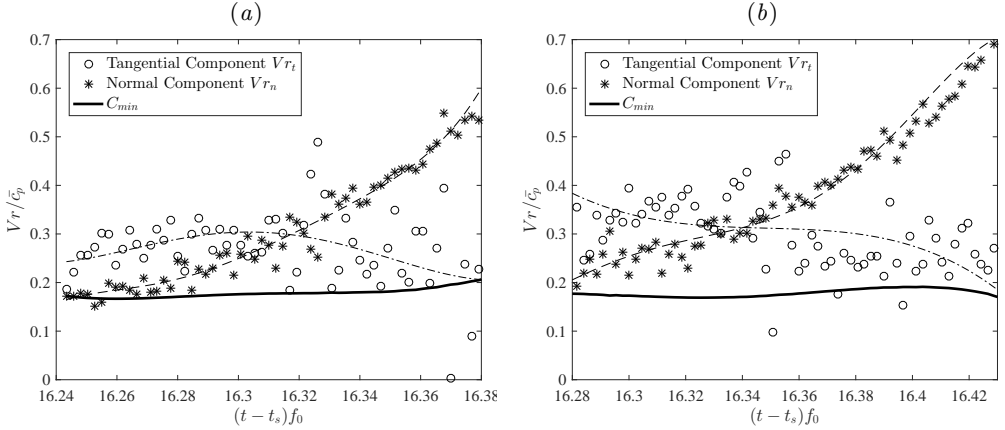 (a)
0.7
0.6
0.5
0.4
0.3
0.2
0.1
0
Vr/c̄p
Tangential Component Vrt
Normal Component Vrn
Cmin
16.24 16.26 16.28 16.3 16.32 16.34 16.36 16.38
(t − ts)f0
(b)
0.7
0.6
0.5
0.4
0.3
0.2
0.1
0
Vr/c̄p
Tangential Component Vrt
Normal Component Vrn
Cmin
16.28 16.3 16.32 16.34 16.36 16.38 16.4 16.42
(t − ts)f0